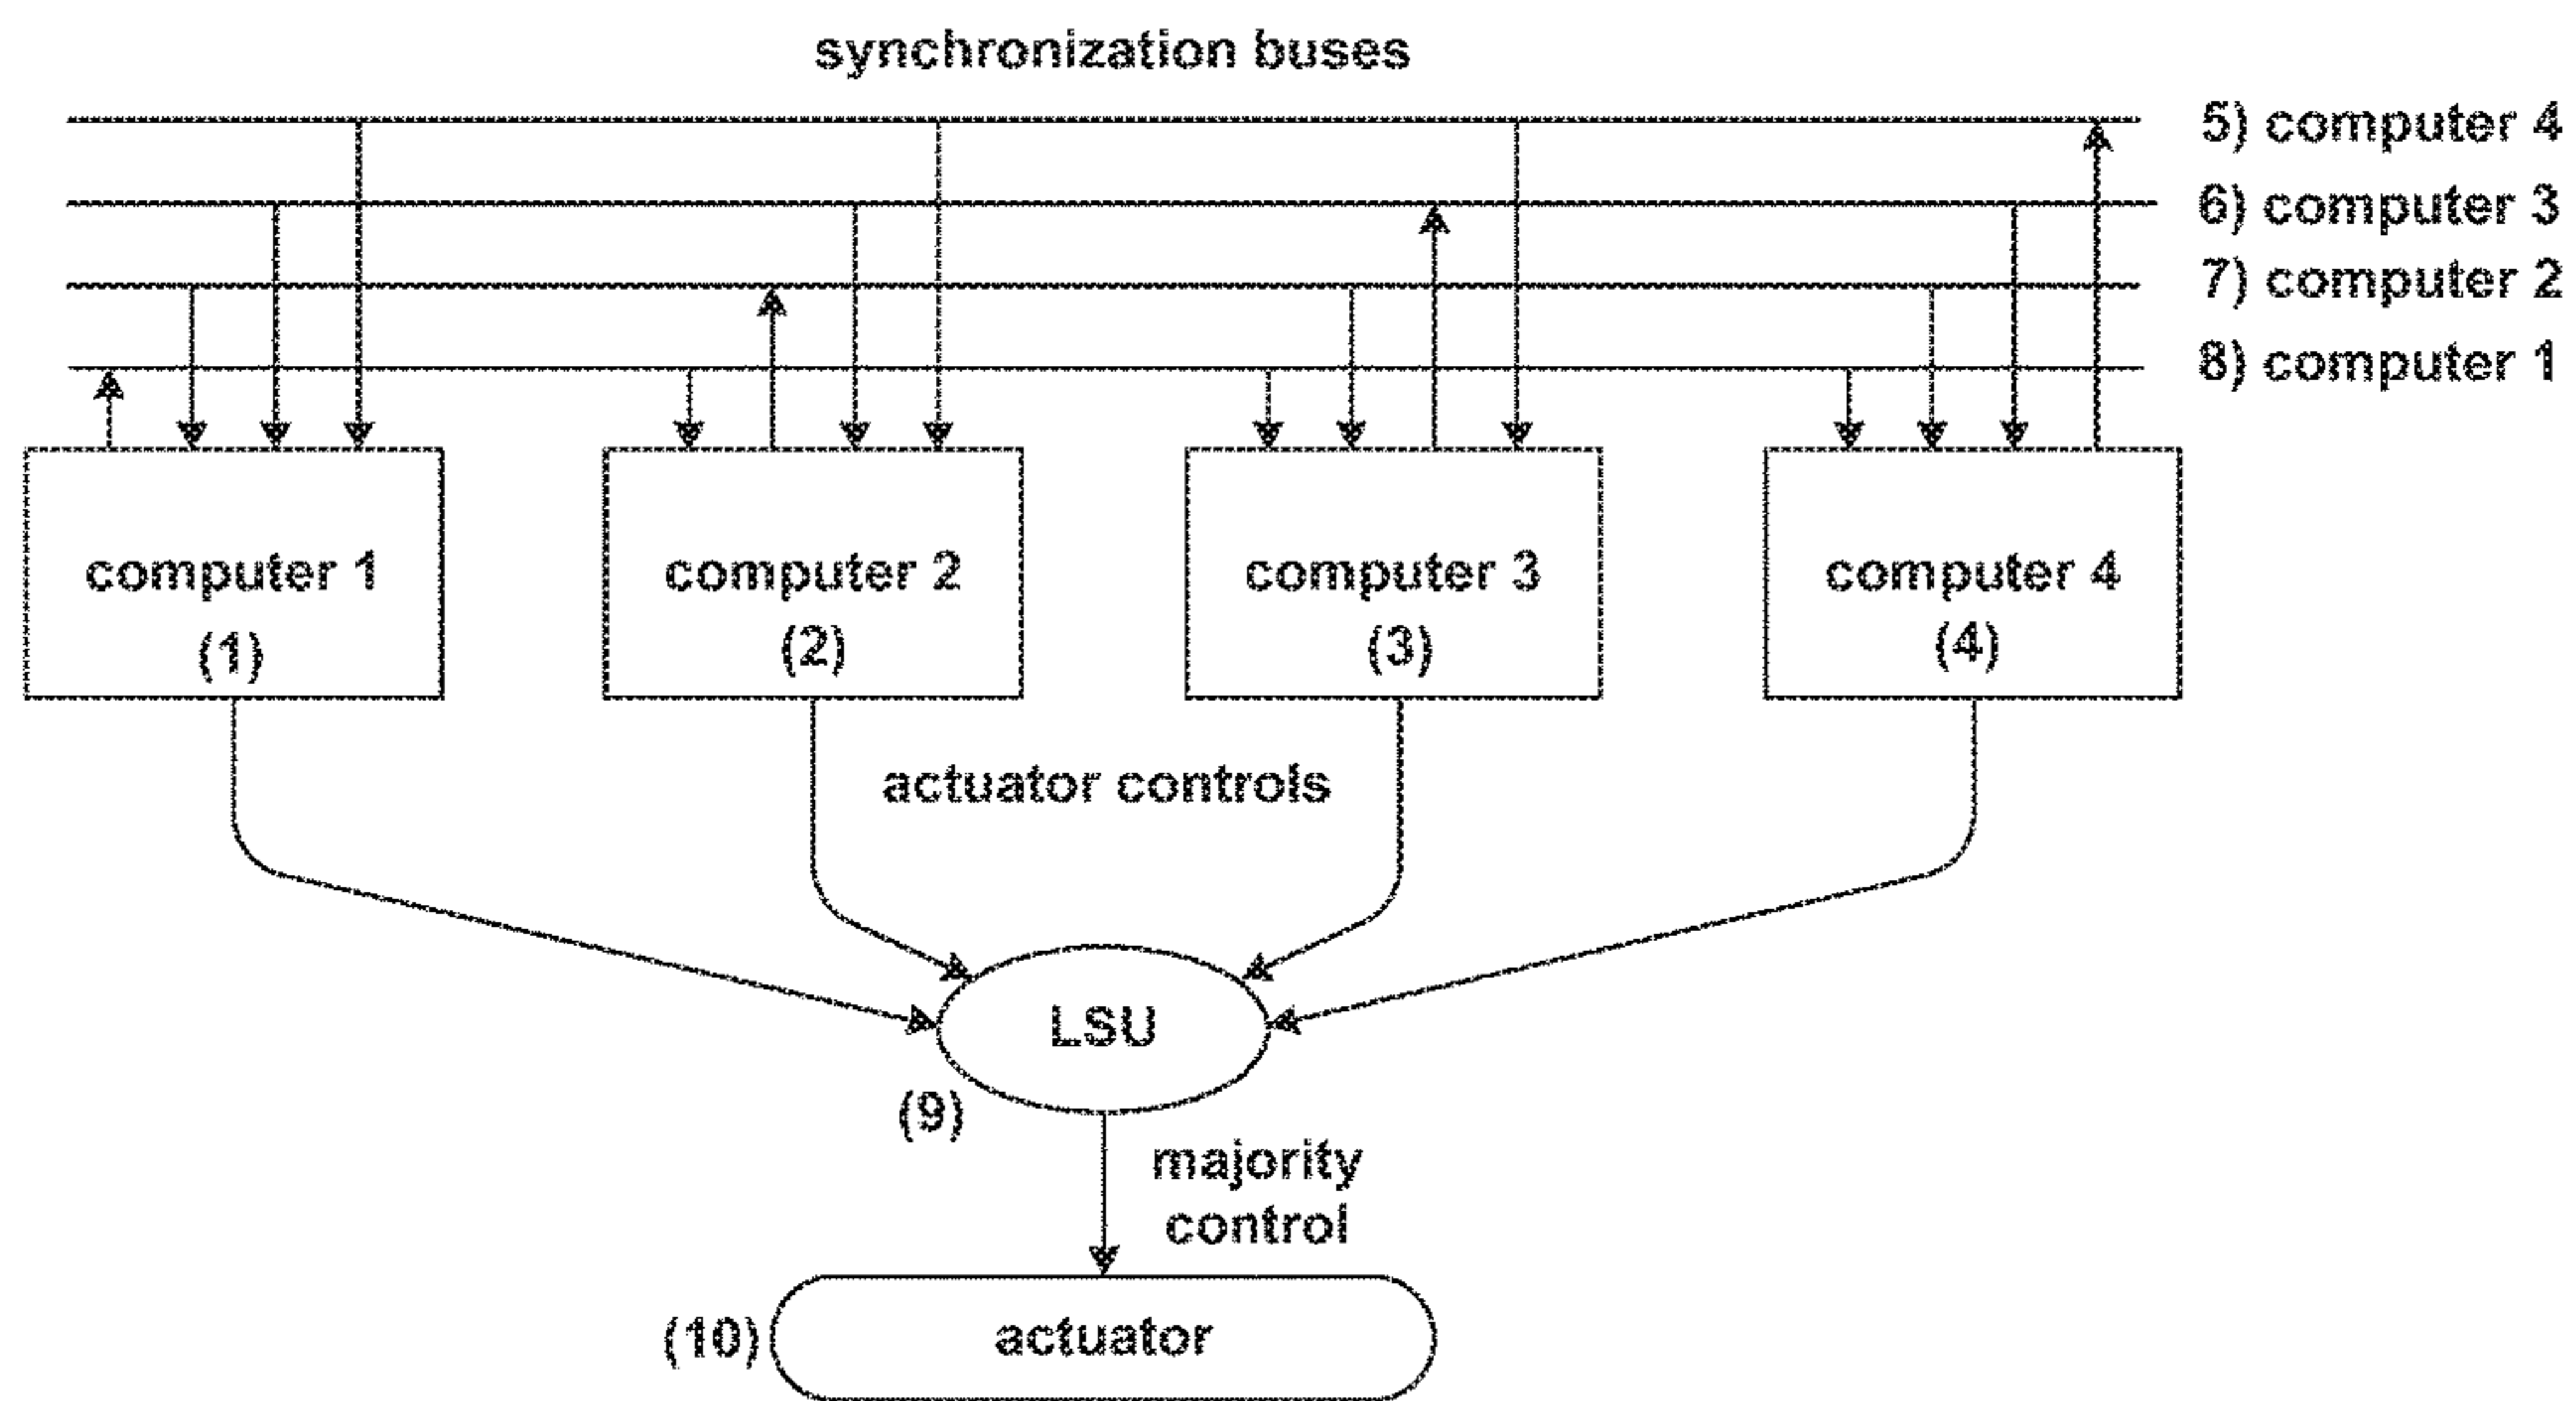 synchronization buses
5) computer 4
6) computer 3
7) computer 2
8) computer 1
computer 1
(1)
computer 2
(2)
computer 3
(3)
computer 4
(4)
actuator controls
LSU
(9)
majority
control
(10)
actuator